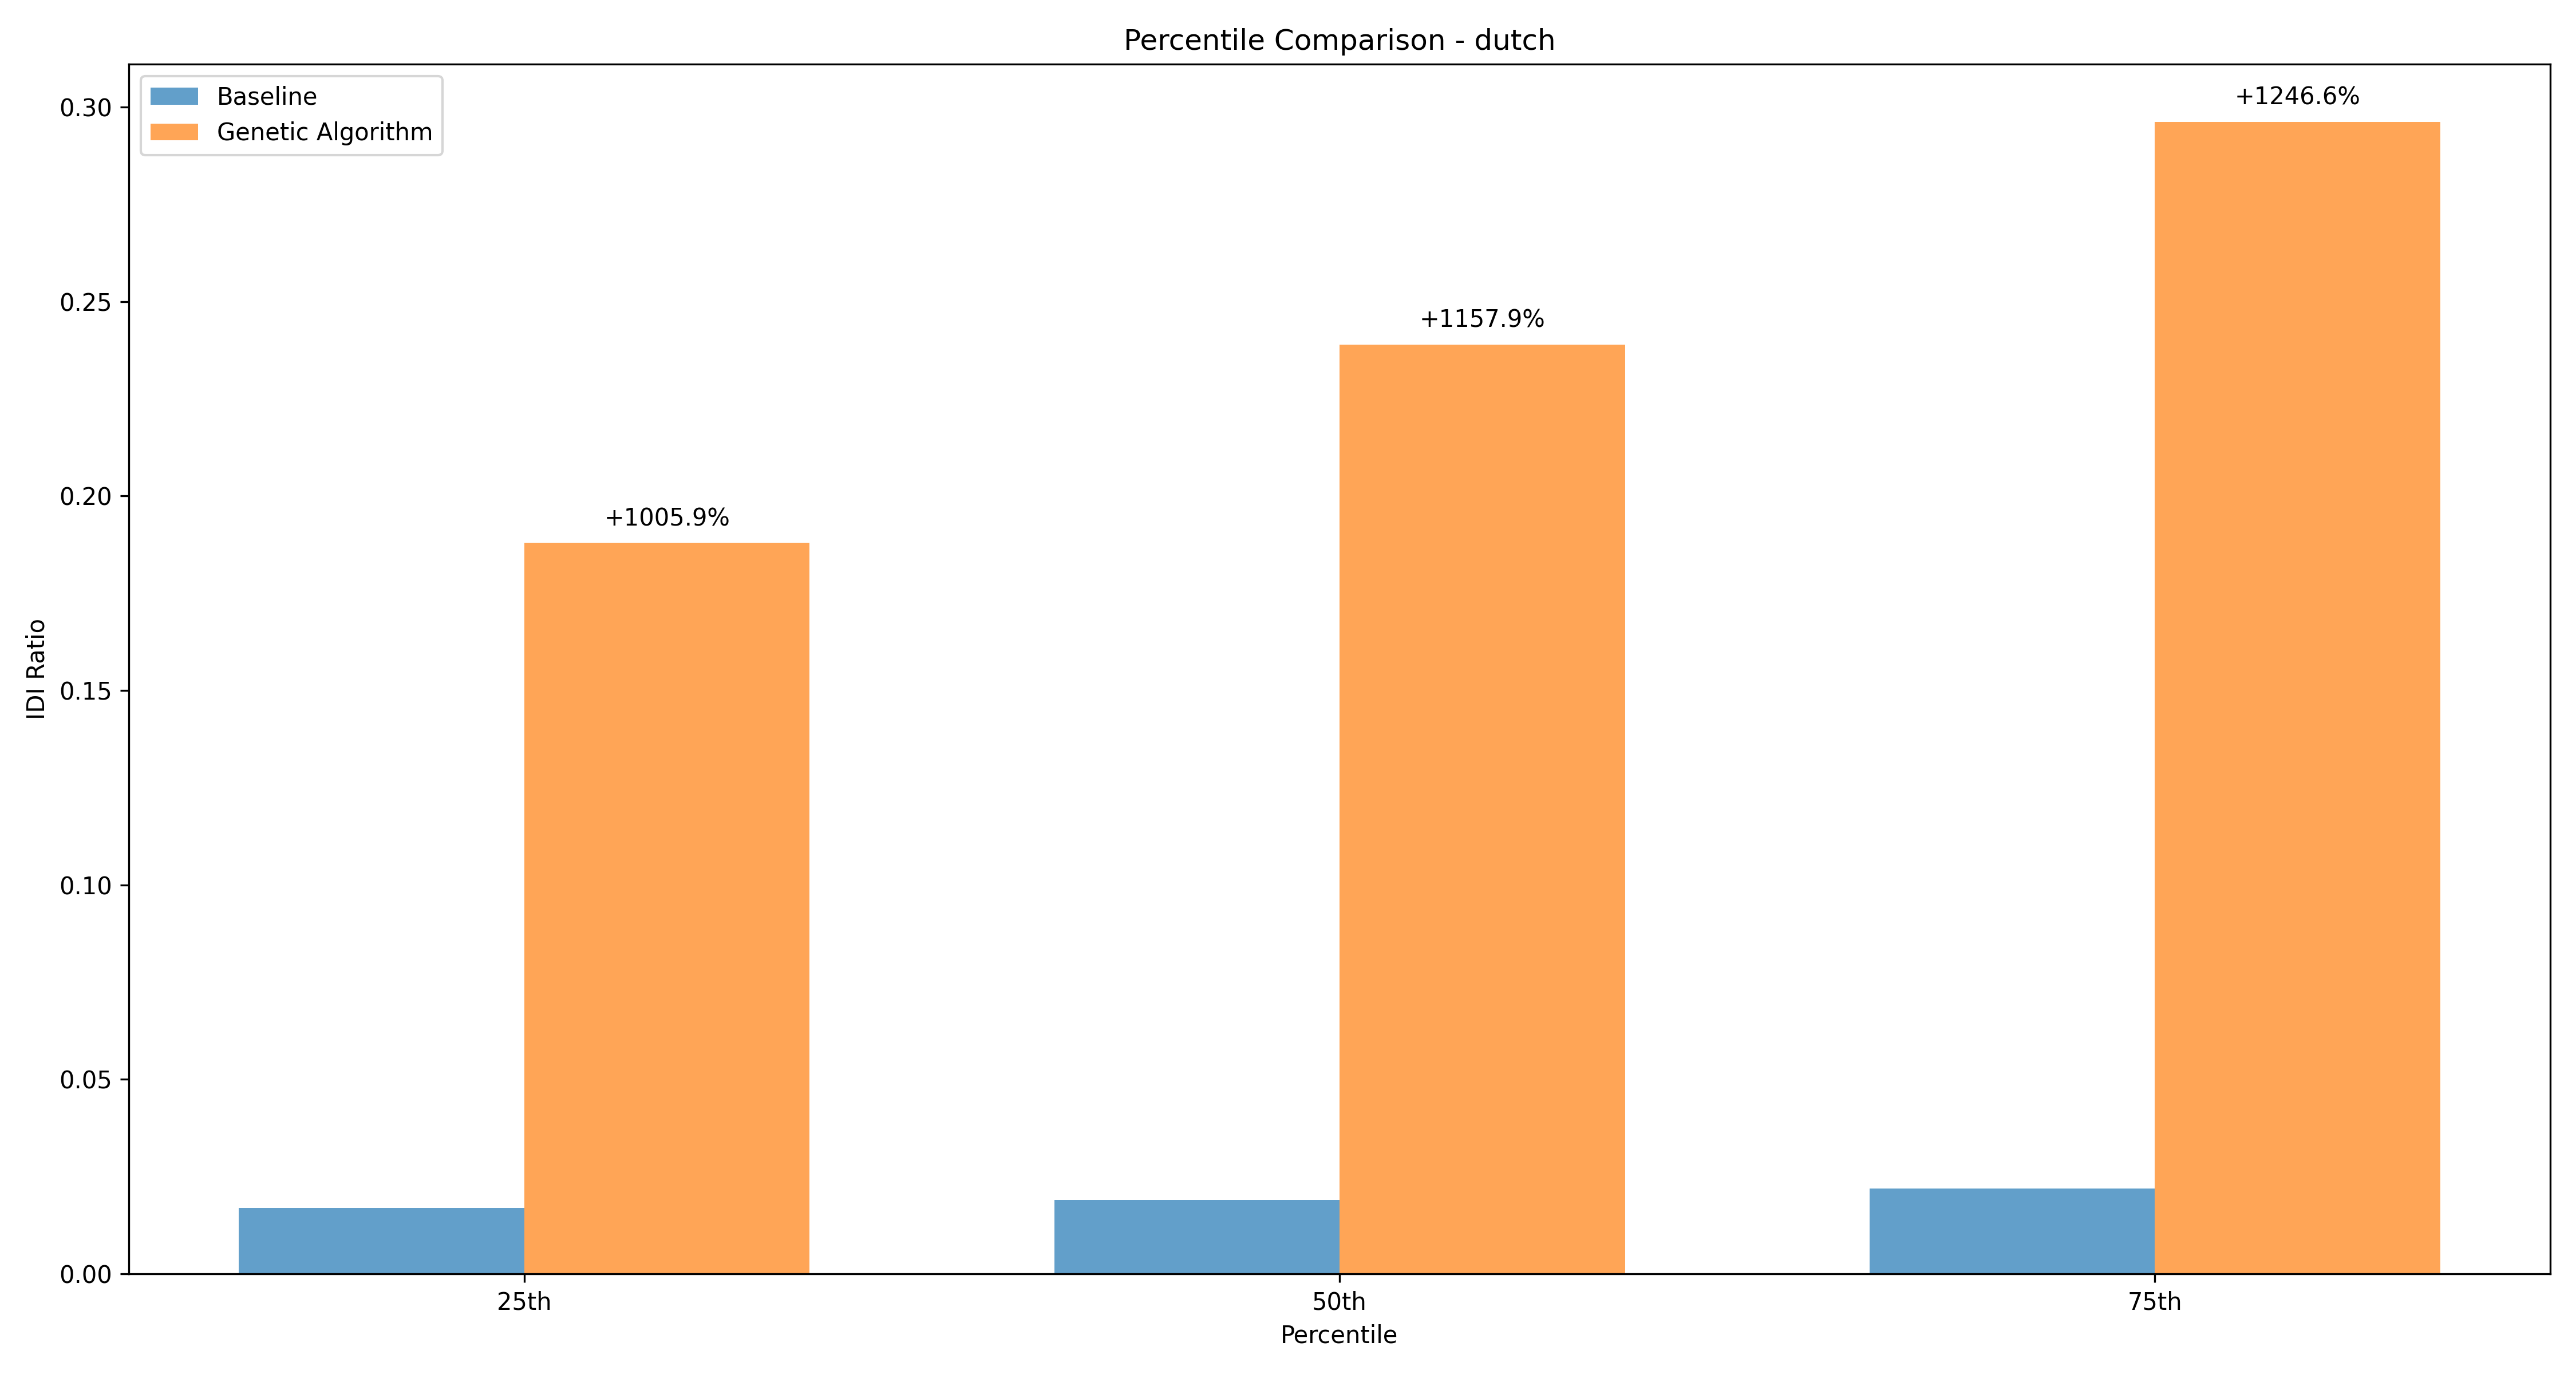 Percentile Comparison - dutch
Baseline
Genetic Algorithm
+1246.6%
+1157.9%
+1005.9%
IDI Ratio
0.30
0.25
0.20
0.15
0.10
0.05
0.00
25th
50th
75th
Percentile